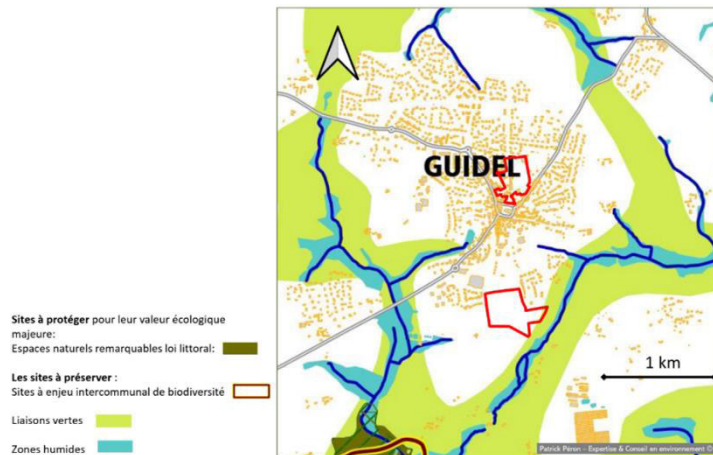 GUIDEL
1 km
Sites à protéger pour leur valeur écologique
majeure:
Espaces naturels remarquables loi littoral:
Les sites à préserver :
Sites à enjeu intercommunal de biodiversité
Liaisons vertes
Zones humides
Patrick Péron - Expertise & Conseil en environnement ©